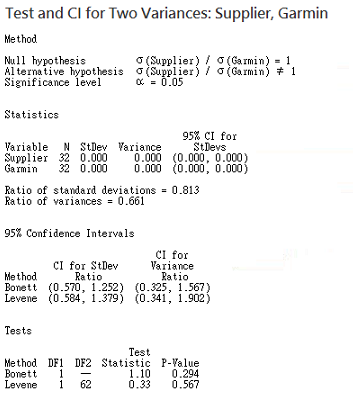 Test and CI for Two Variances: Supplier, Garmin
Method
Null hypothesis σ(Supplier) / σ(Garmin) = 1
Alternative hypothesis σ(Supplier) / σ(Garmin) ≠ 1
Significance level α = 0.05
Statistics
95% CI for
Variable N StDev Variance StDevs
Supplier 32 0.000 0.000 (0.000, 0.000)
Garmin 32 0.000 0.000 (0.000, 0.000)
Ratio of standard deviations = 0.813
Ratio of variances = 0.661
95% Confidence Intervals
CI for
CI for StDev Variance
Method Ratio Ratio
Bonett (0.570, 1.252) (0.325, 1.567)
Levene (0.584, 1.379) (0.341, 1.902)
Tests
Test
Method DF1 DF2 Statistic P-Value
Bonett 1 — 1.10 0.294
Levene 1 62 0.33 0.567